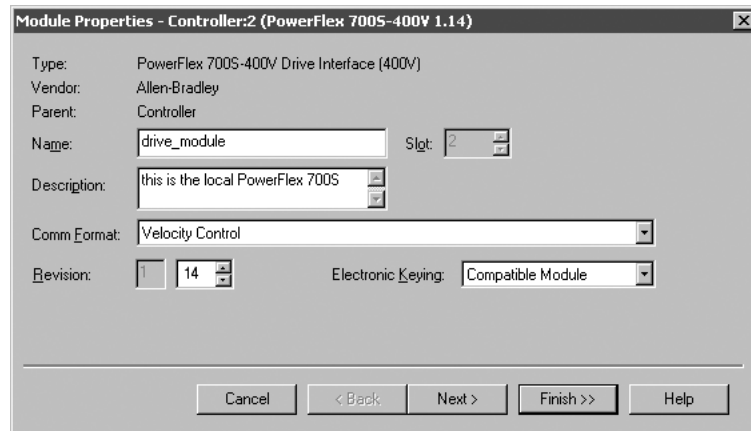 Module Properties - Controller:2 (PowerFlex 700S-400V 1.14)
Type: PowerFlex 700S-400V Drive Interface (400V)
Vendor: Allen-Bradley
Parent: Controller
Name: drive_module Slot: 2
Description: this is the local PowerFlex 700S
Comm Format: Velocity Control
Revision: 1 14 Electronic Keying: Compatible Module
Cancel < Back Next > Finish >> Help